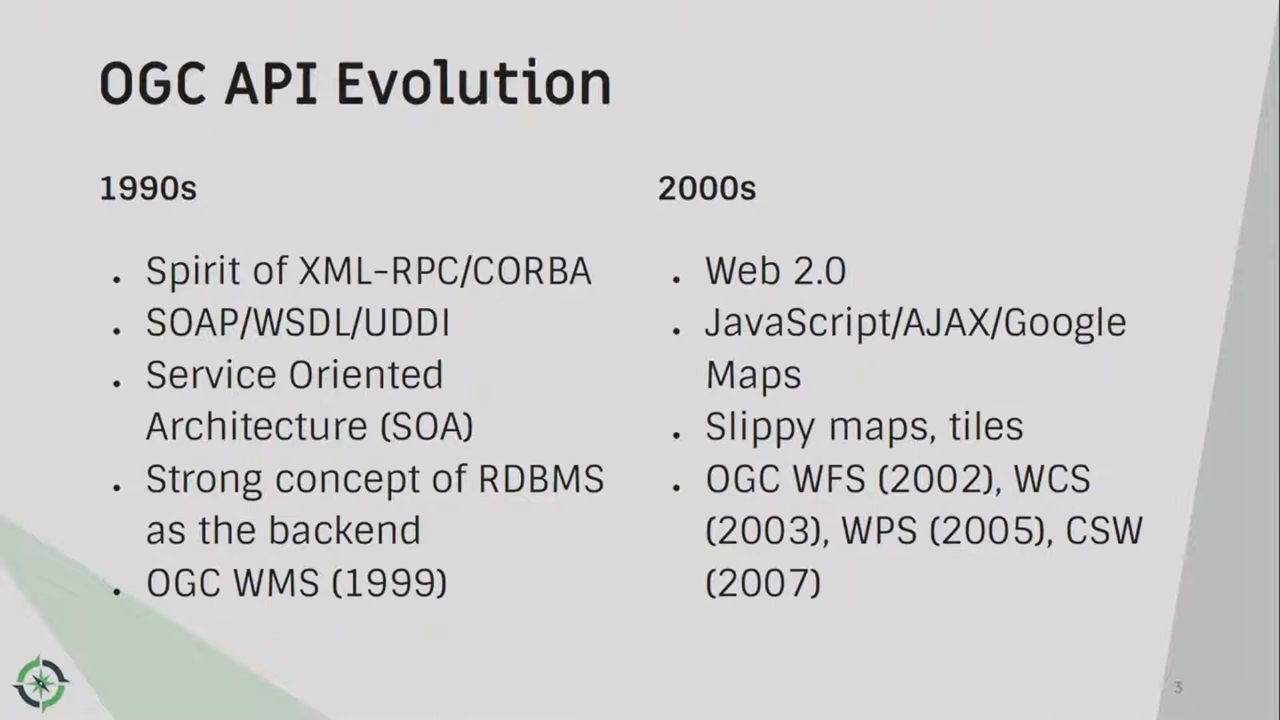 OGC API Evolution
1990s
• Spirit of XML-RPC/CORBA
• SOAP/WSDL/UDDI
• Service Oriented
Architecture (SOA)
• Strong concept of RDBMS
as the backend
• OGC WMS (1999)
2000s
• Web 2.0
• JavaScript/AJAX/Google
Maps
• Slippy maps, tiles
• OGC WFS (2002), WCS
(2003), WPS (2005), CSW
(2007)
3